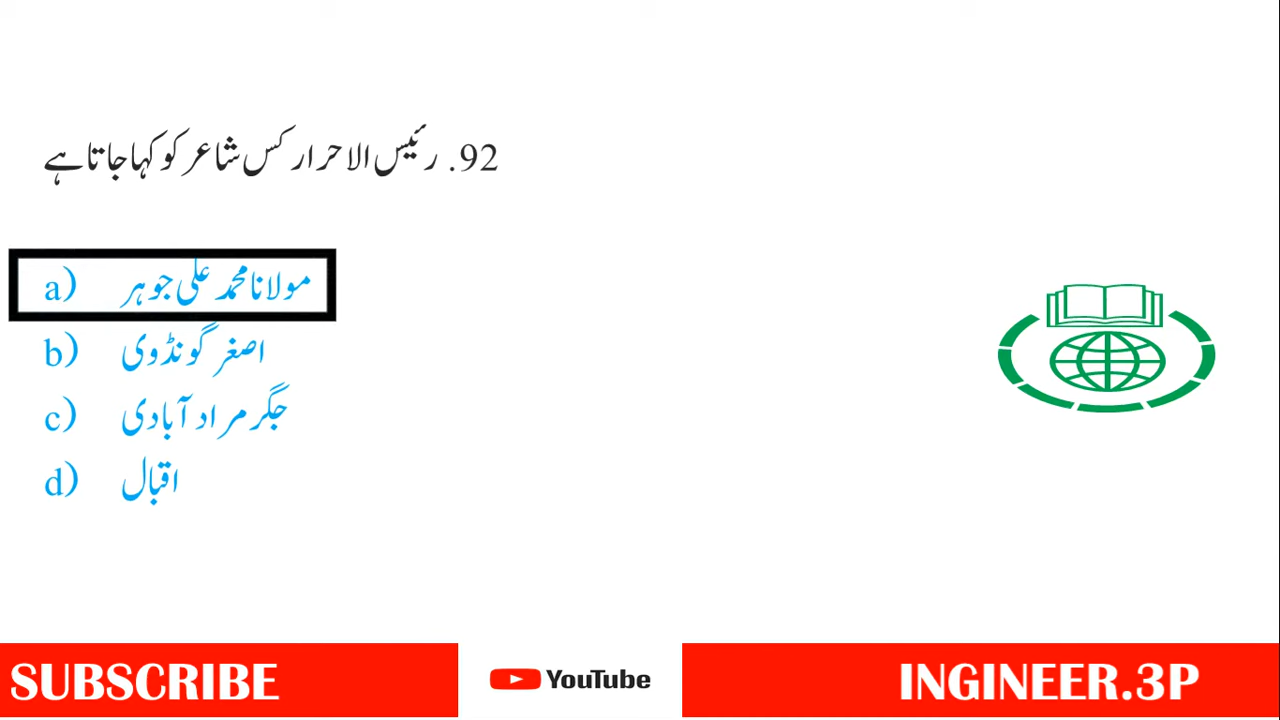 92. رئیس الاحرار کس شاعر کو کہا جاتا ہے
a) مولانا محمد علی جوہر
b) اصغر گونڈوی
c) جگر مراد آبادی
d) اقبال
SUBSCRIBE YouTube INGINEER.3P